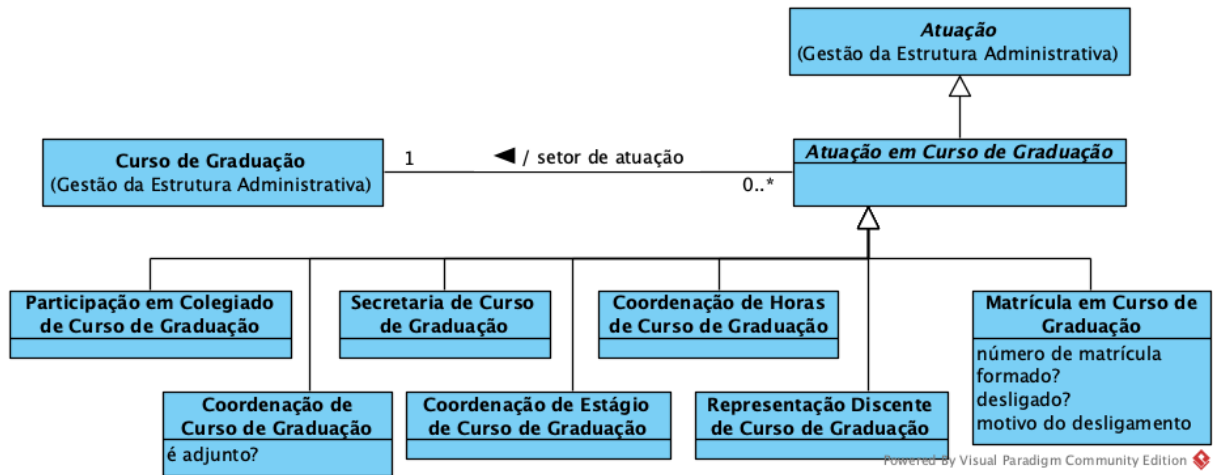 Atuação
(Gestão da Estrutura Administrativa)
Curso de Graduação
(Gestão da Estrutura Administrativa)
1
◀ / setor de atuação
0..*
Atuação em Curso de Graduação
Participação em Colegiado
de Curso de Graduação
Secretaria de Curso
de Graduação
Coordenação de Horas
de Curso de Graduação
Matrícula em Curso de
Graduação
número de matrícula
formado?
desligado?
motivo do desligamento
Coordenação de
Curso de Graduação
é adjunto?
Coordenação de Estágio
de Curso de Graduação
Representação Discente
de Curso de Graduação
Powered By Visual Paradigm Community Edition